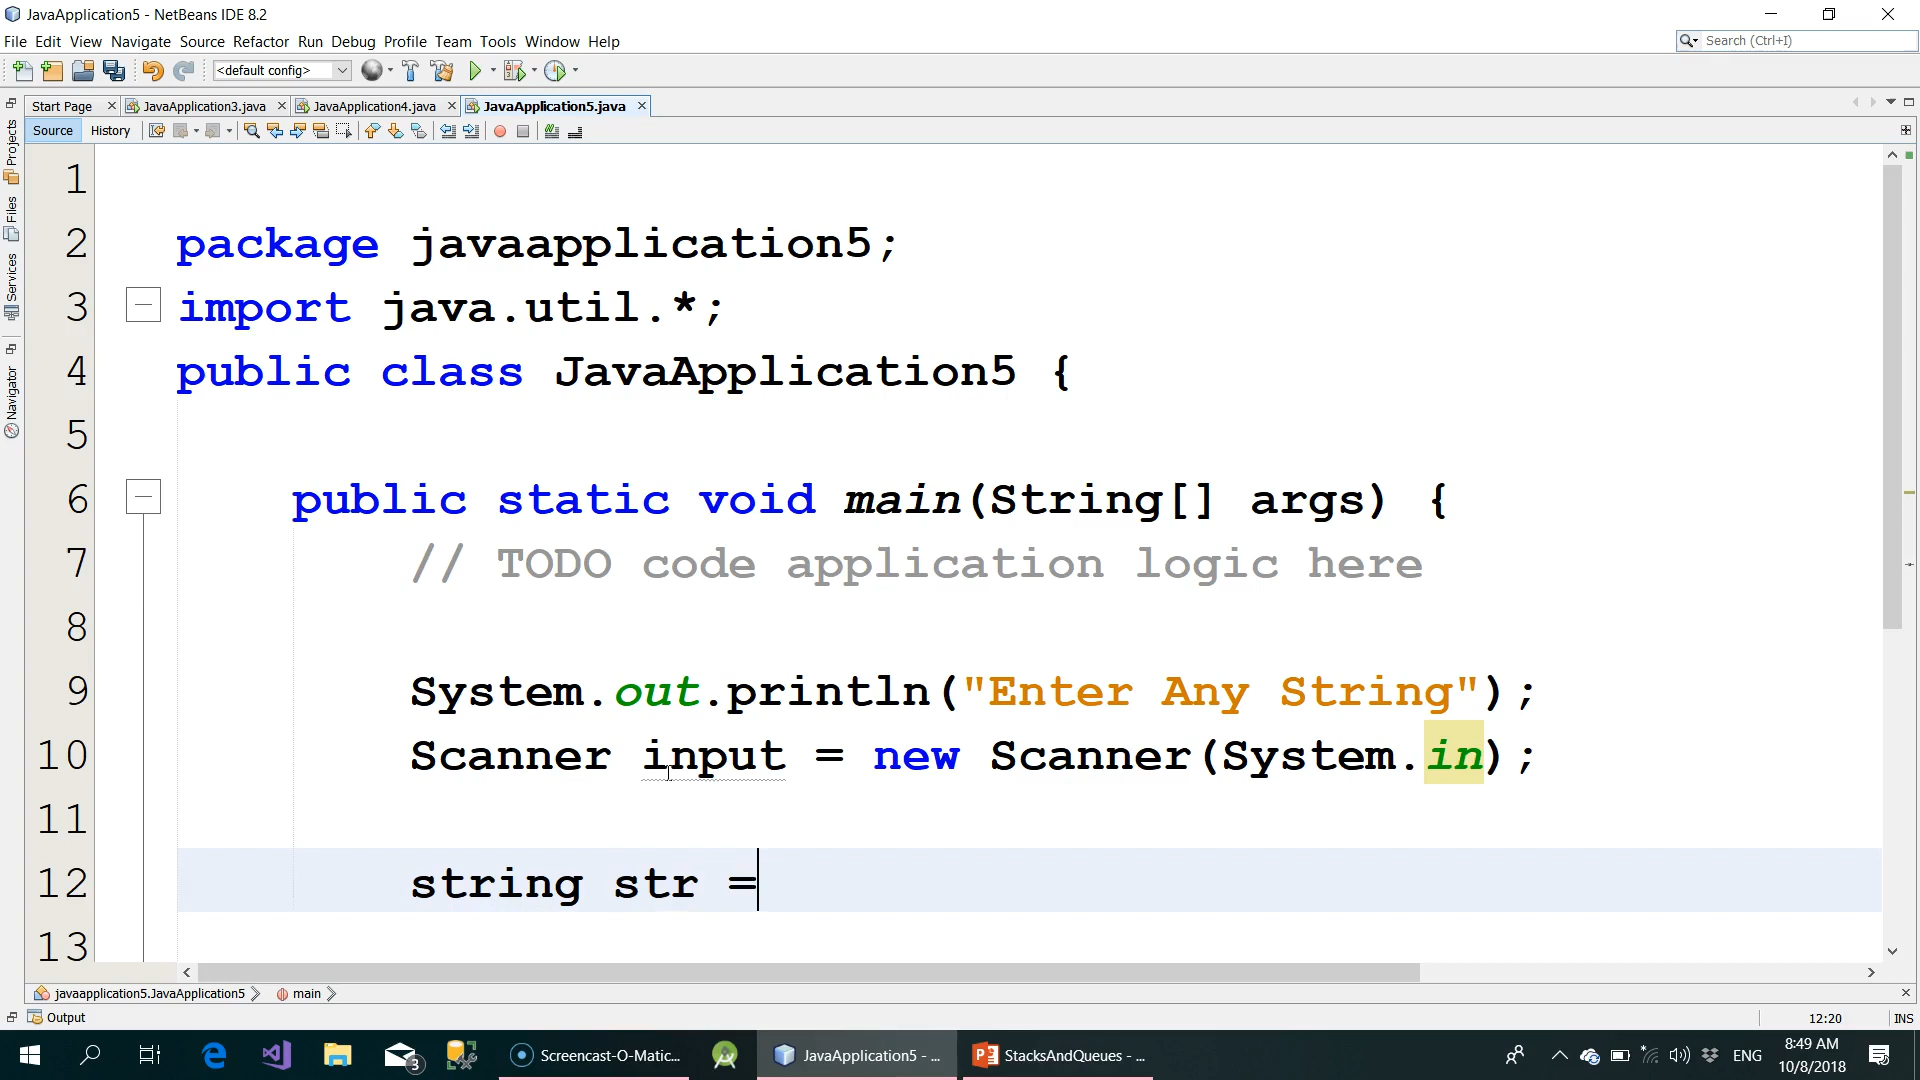 JavaApplication5 - NetBeans IDE 8.2
File Edit View Navigate Source Refactor Run Debug Profile Team Tools Window Help
Search (Ctrl+I)
<default config>
Start Page JavaApplication3.java JavaApplication4.java JavaApplication5.java
Source History
Projects
Files
Services
Navigator
1
2 package javaapplication5;
3 import java.util.*;
4 public class JavaApplication5 {
5
6 public static void main(String[] args) {
7 // TODO code application logic here
8
9 System.out.println("Enter Any String");
10 Scanner input = new Scanner(System.in);
11
12 string str =
13
javaapplication5.JavaApplication5 main
Output
12:20 INS
3 Screencast-O-Matic... JavaApplication5 - ... StacksAndQueues - ... ENG 8:49 AM
10/8/2018